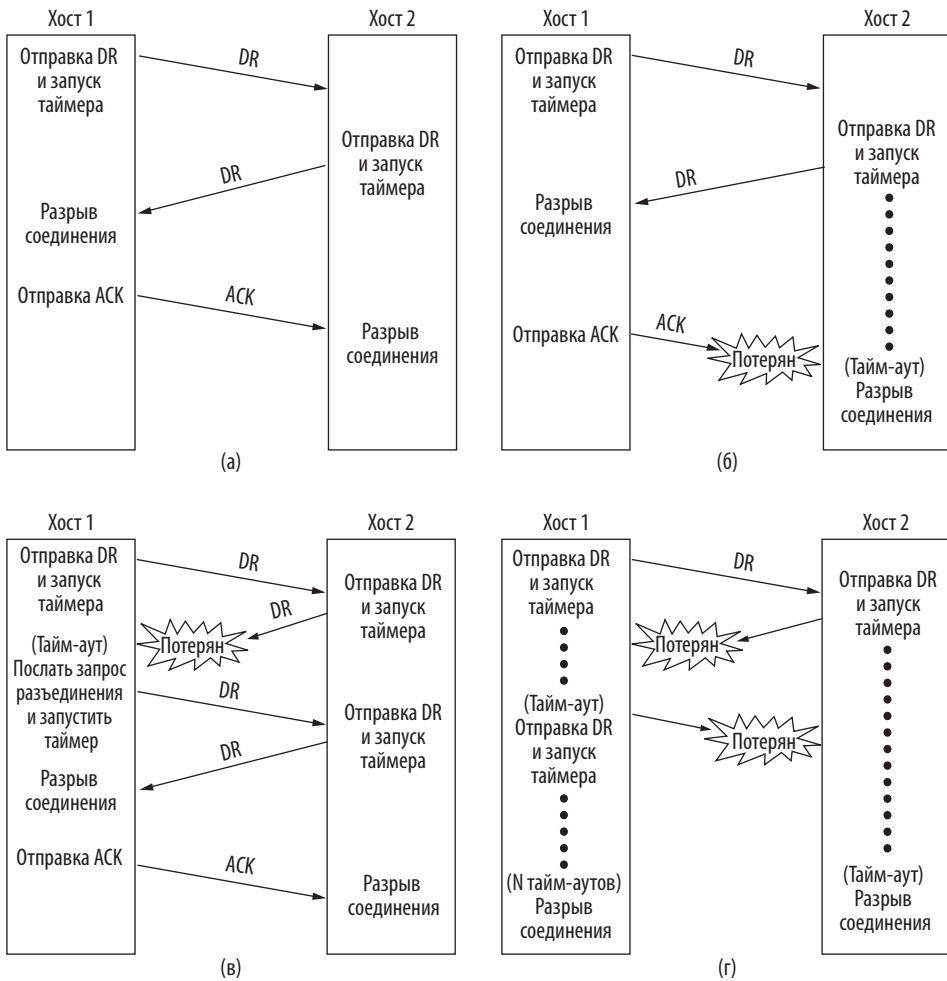 Хост 1
Хост 2
Отправка DR
и запуск
таймера
DR
Отправка DR
и запуск
таймера
DR
Разрыв
соединения
Отправка ACK
ACK
Разрыв
соединения
(а)
Хост 1
Хост 2
Отправка DR
и запуск
таймера
DR
Отправка DR
и запуск
таймера
DR
Разрыв
соединения
Отправка ACK
ACK
Потерян
(Тайм-аут)
Разрыв
соединения
(б)
Хост 1
Хост 2
Отправка DR
и запуск
таймера
DR
Отправка DR
и запуск
таймера
DR
Потерян
(Тайм-аут)
Послать запрос
разъединения
и запустить
таймер
DR
Отправка DR
и запуск
таймера
DR
Разрыв
соединения
Отправка ACK
ACK
Разрыв
соединения
(в)
Хост 1
Хост 2
Отправка DR
и запуск
таймера
DR
Отправка DR
и запуск
таймера
Потерян
(Тайм-аут)
Отправка DR
и запуск
таймера
Потерян
(N тайм-аутов)
Разрыв
соединения
(Тайм-аут)
Разрыв
соединения
(г)